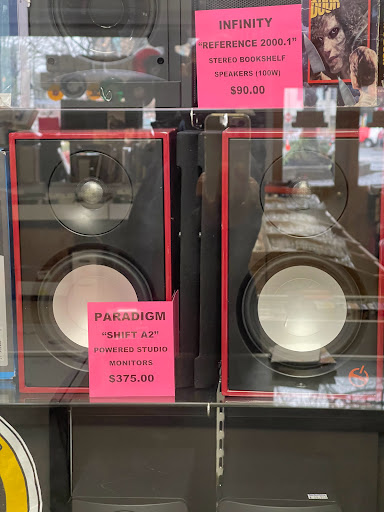 INFINITY
"REFERENCE 2000.1"
STEREO BOOKSHELF
SPEAKERS (100W)
$90.00
PARADIGM
"SHIFT A2"
POWERED STUDIO
MONITORS
$375.00